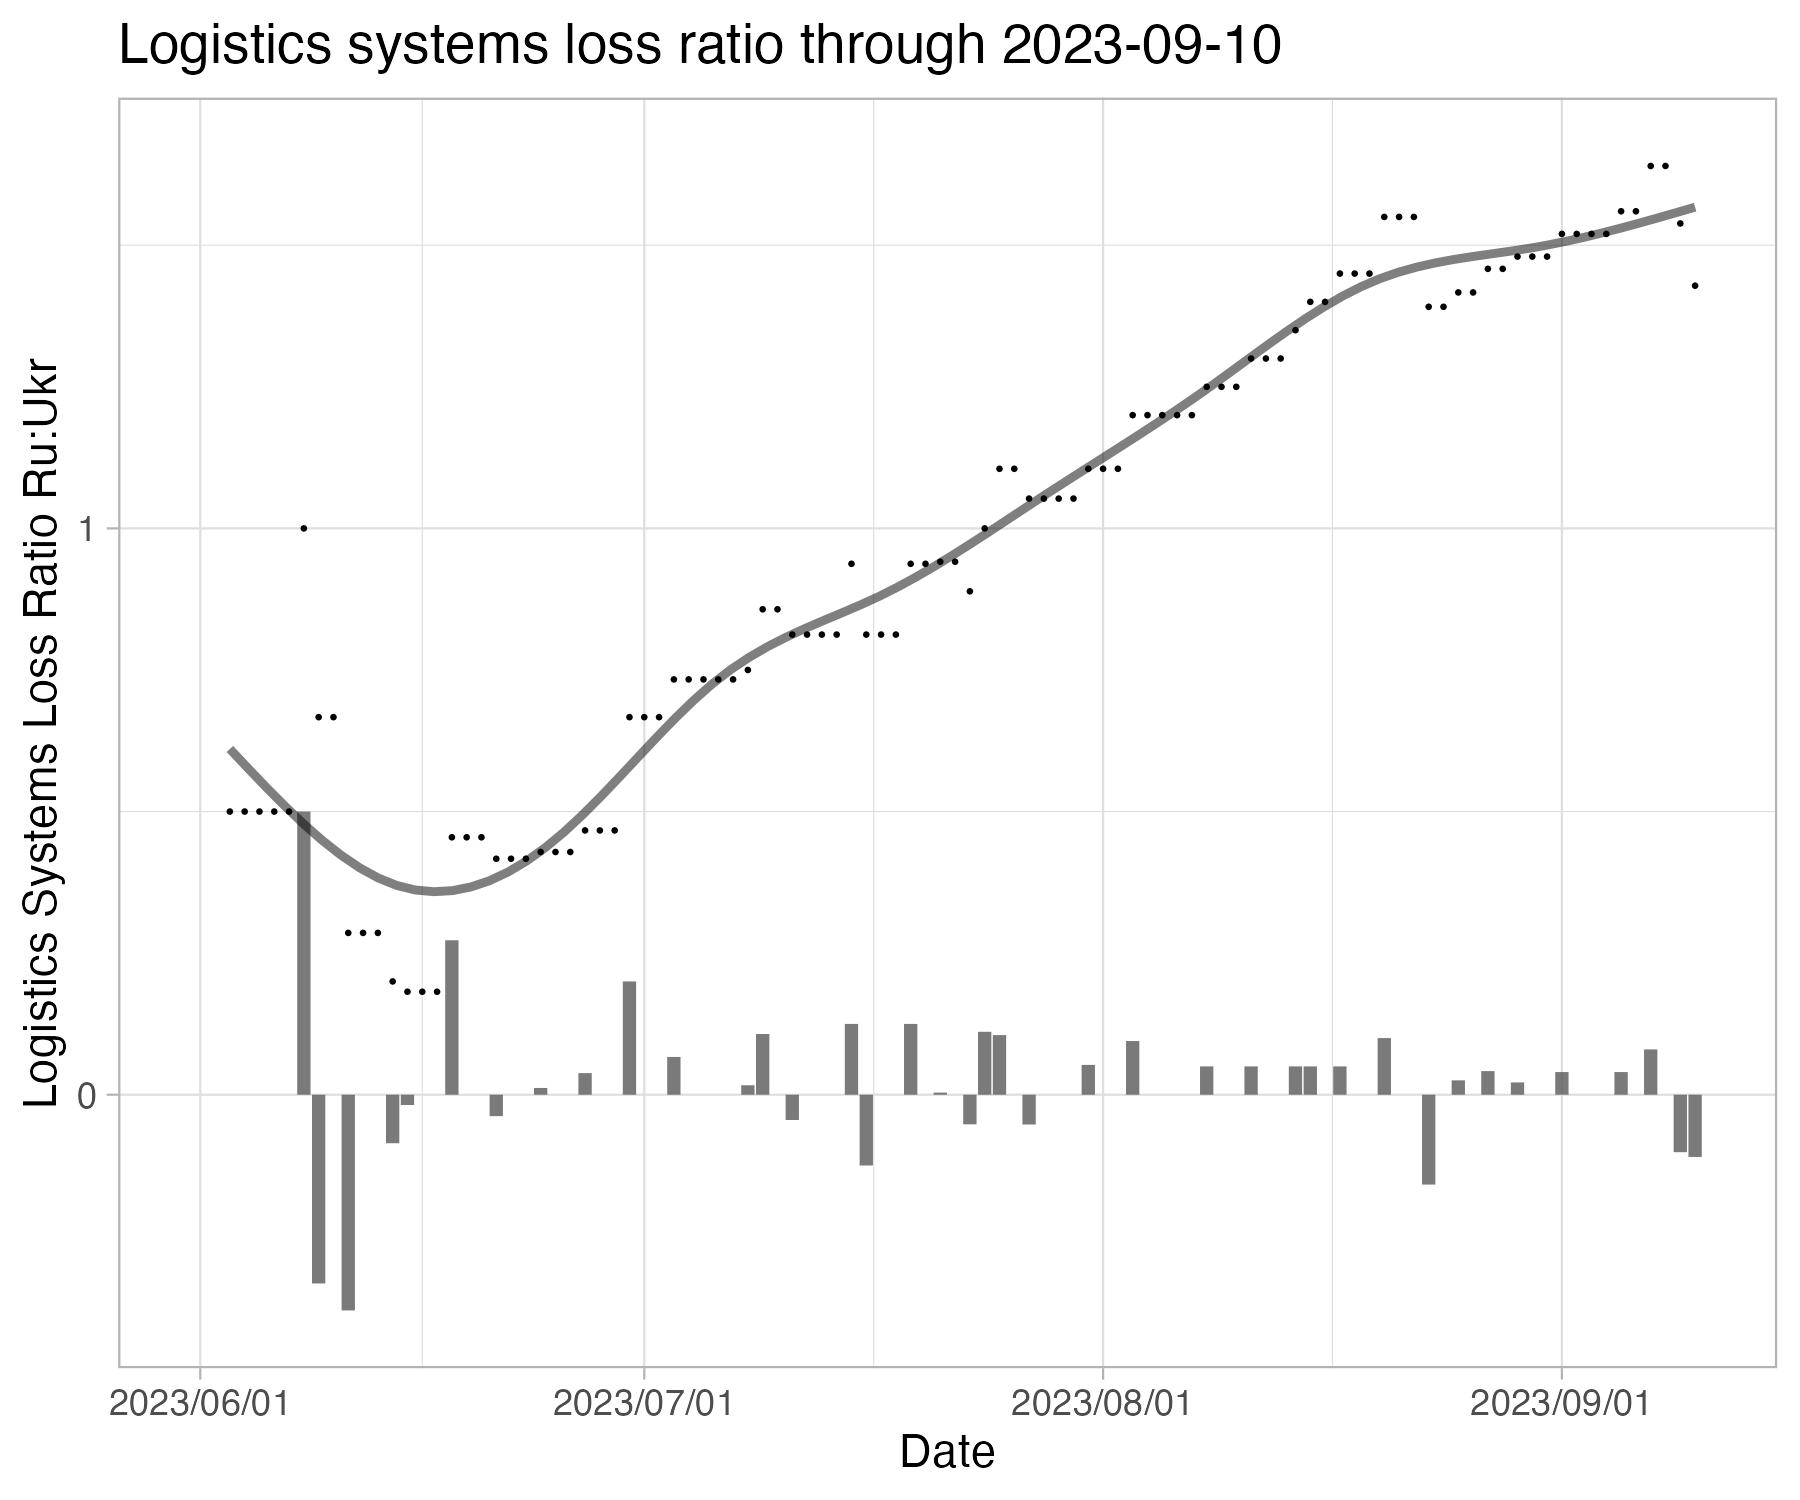 Logistics systems loss ratio through 2023-09-10
Logistics Systems Loss Ratio Ru:Ukr
1
0
2023/06/01
2023/07/01
2023/08/01
2023/09/01
Date